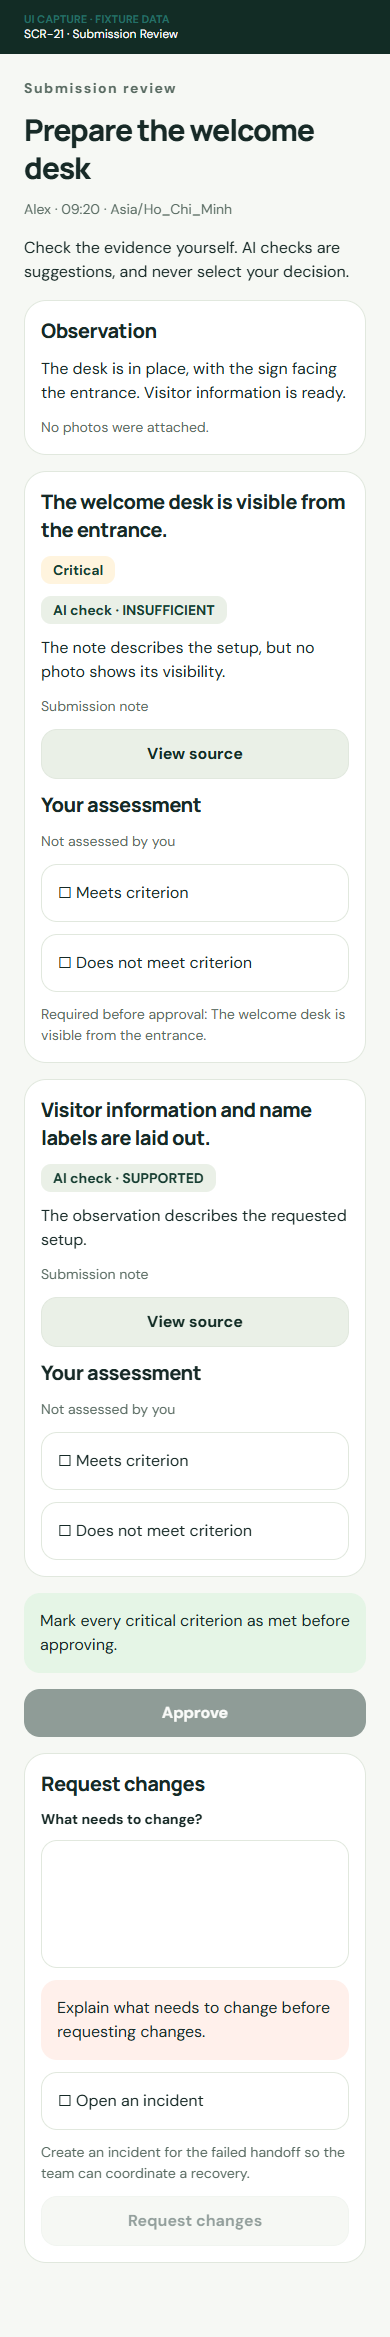 UI CAPTURE · FIXTURE DATA
SCR-21 · Submission Review
Submission review
Prepare the welcome
desk
Alex · 09:20 · Asia/Ho_Chi_Minh
Check the evidence yourself. AI checks are
suggestions, and never select your decision.
Observation
The desk is in place, with the sign facing
the entrance. Visitor information is ready.
No photos were attached.
The welcome desk is visible from
the entrance.
Critical
AI check · INSUFFICIENT
The note describes the setup, but no
photo shows its visibility.
Submission note
View source
Your assessment
Not assessed by you
☐ Meets criterion
☐ Does not meet criterion
Required before approval: The welcome desk is
visible from the entrance.
Visitor information and name
labels are laid out.
AI check · SUPPORTED
The observation describes the requested
setup.
Submission note
View source
Your assessment
Not assessed by you
☐ Meets criterion
☐ Does not meet criterion
Mark every critical criterion as met before
approving.
Approve
Request changes
What needs to change?
Explain what needs to change before
requesting changes.
☐ Open an incident
Create an incident for the failed handoff so the
team can coordinate a recovery.
Request changes